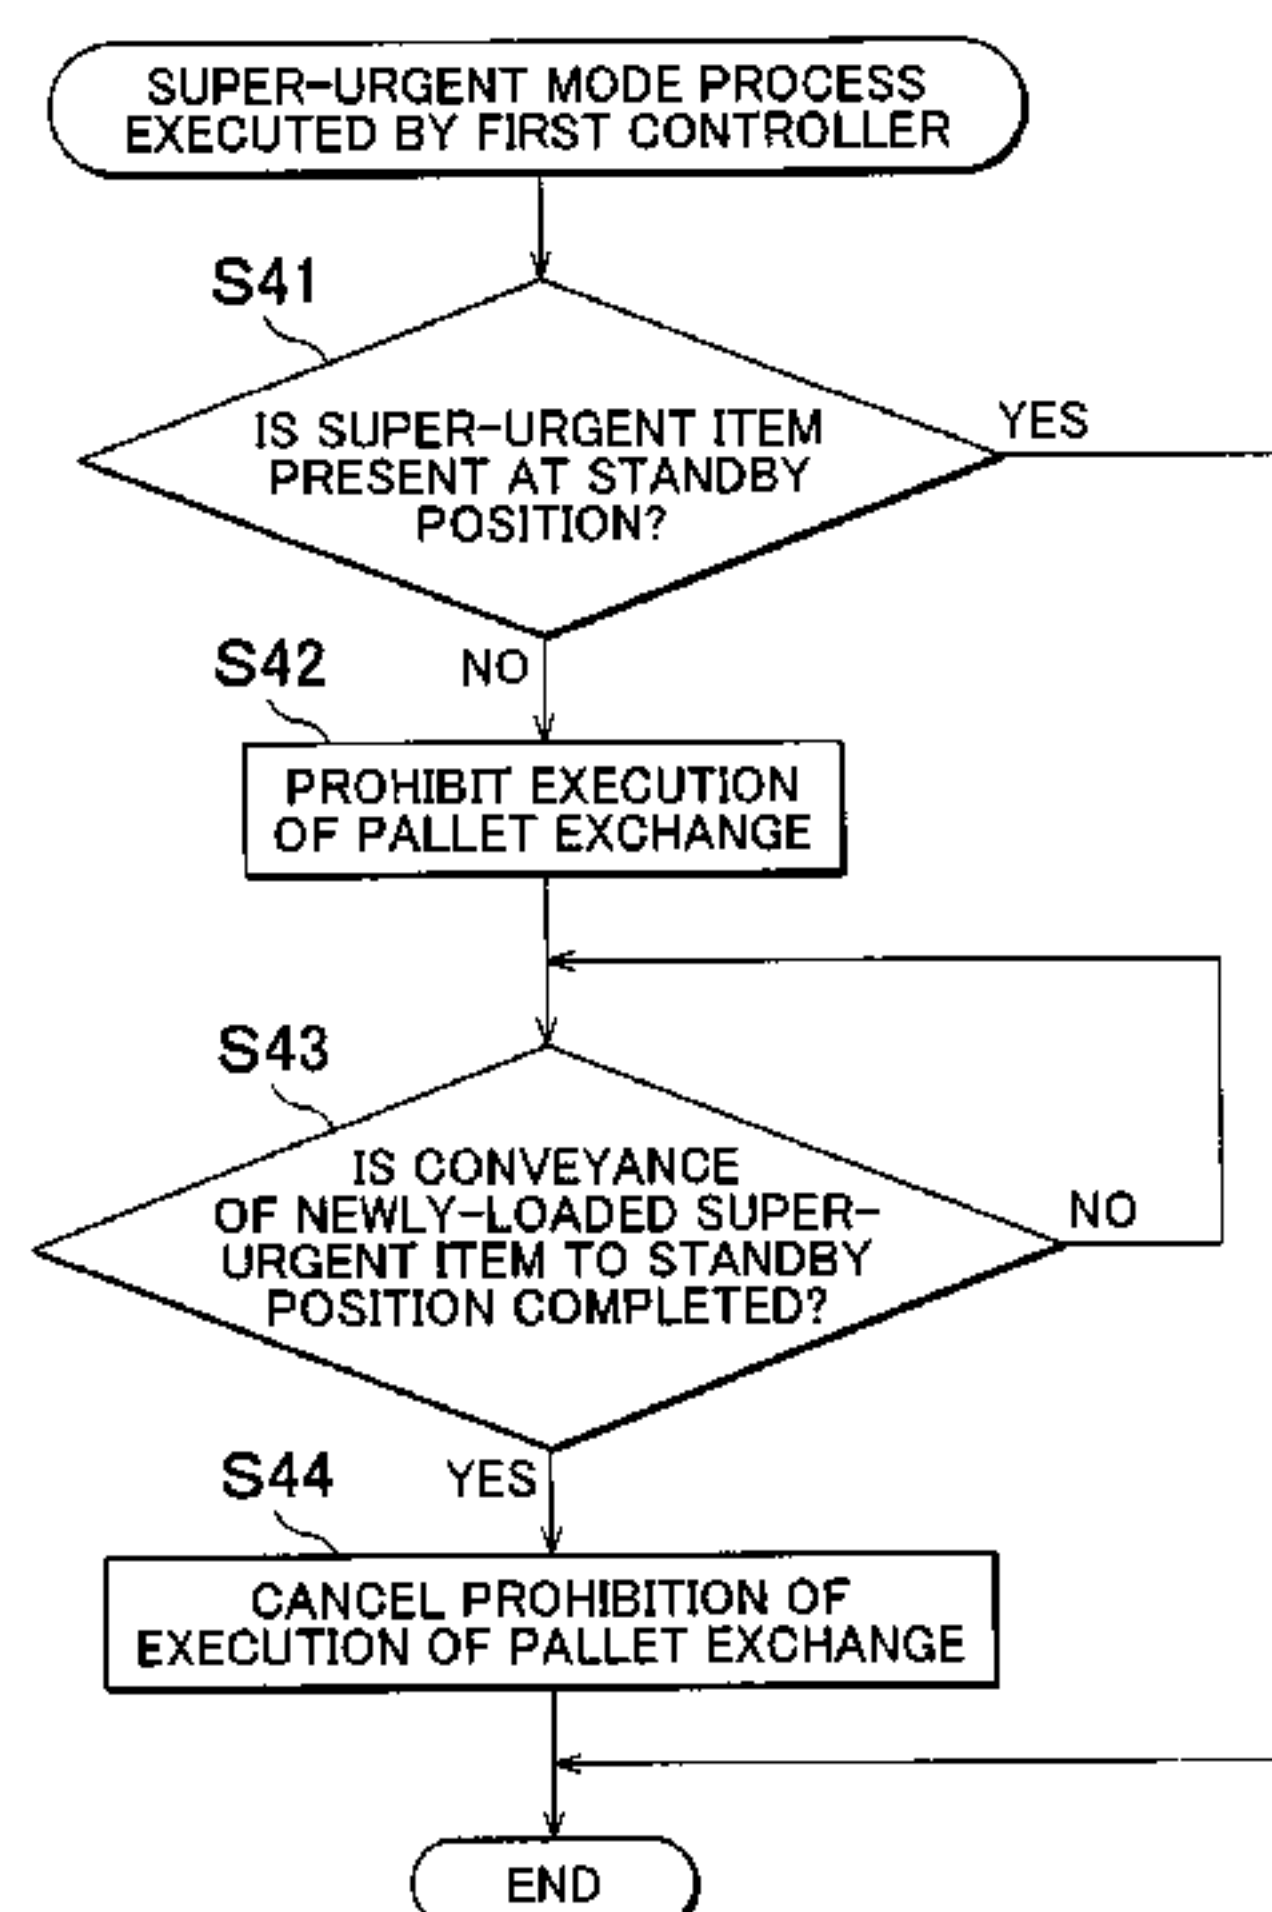 SUPER-URGENT MODE PROCESS
EXECUTED BY FIRST CONTROLLER
S41
IS SUPER-URGENT ITEM
PRESENT AT STANDBY
POSITION?
YES
NO
S42
PROHIBIT EXECUTION
OF PALLET EXCHANGE
S43
IS CONVEYANCE
OF NEWLY-LOADED SUPER-
URGENT ITEM TO STANDBY
POSITION COMPLETED?
NO
YES
S44
CANCEL PROHIBITION OF
EXECUTION OF PALLET EXCHANGE
END